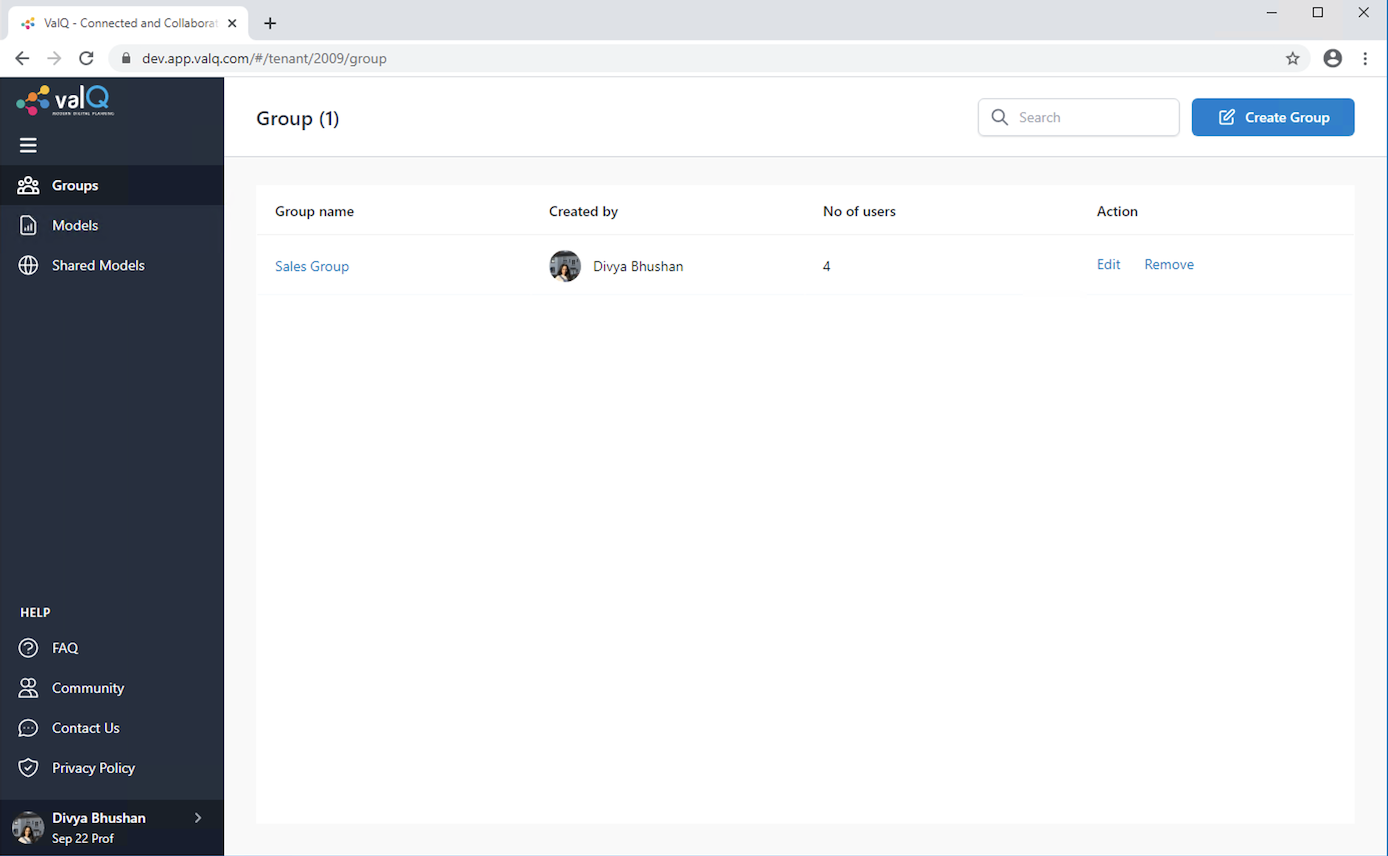 ValQ - Connected and Collaborat
dev.app.valq.com/#/tenant/2009/group
valQ
MODERN DIGITAL PLANNING
Group (1)
Search
Create Group
Groups
Models
Shared Models
Group name Created by No of users Action
Sales Group Divya Bhushan 4 Edit Remove
HELP
FAQ
Community
Contact Us
Privacy Policy
Divya Bhushan
Sep 22 Prof